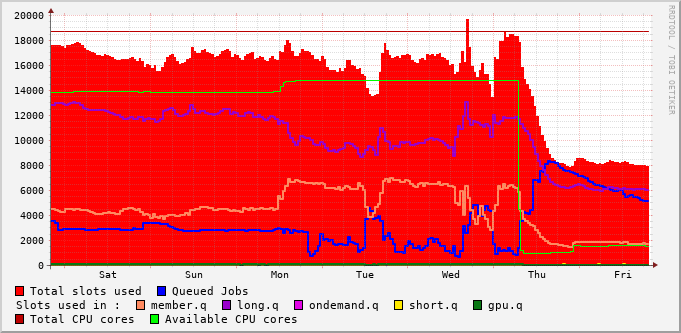 RRDTOOL / TOBI OETIKER
20000
18000
16000
14000
12000
10000
8000
6000
4000
2000
0
Sat Sun Mon Tue Wed Thu Fri
Total slots used Queued Jobs
Slots used in : member.q long.q ondemand.q short.q gpu.q
Total CPU cores Available CPU cores